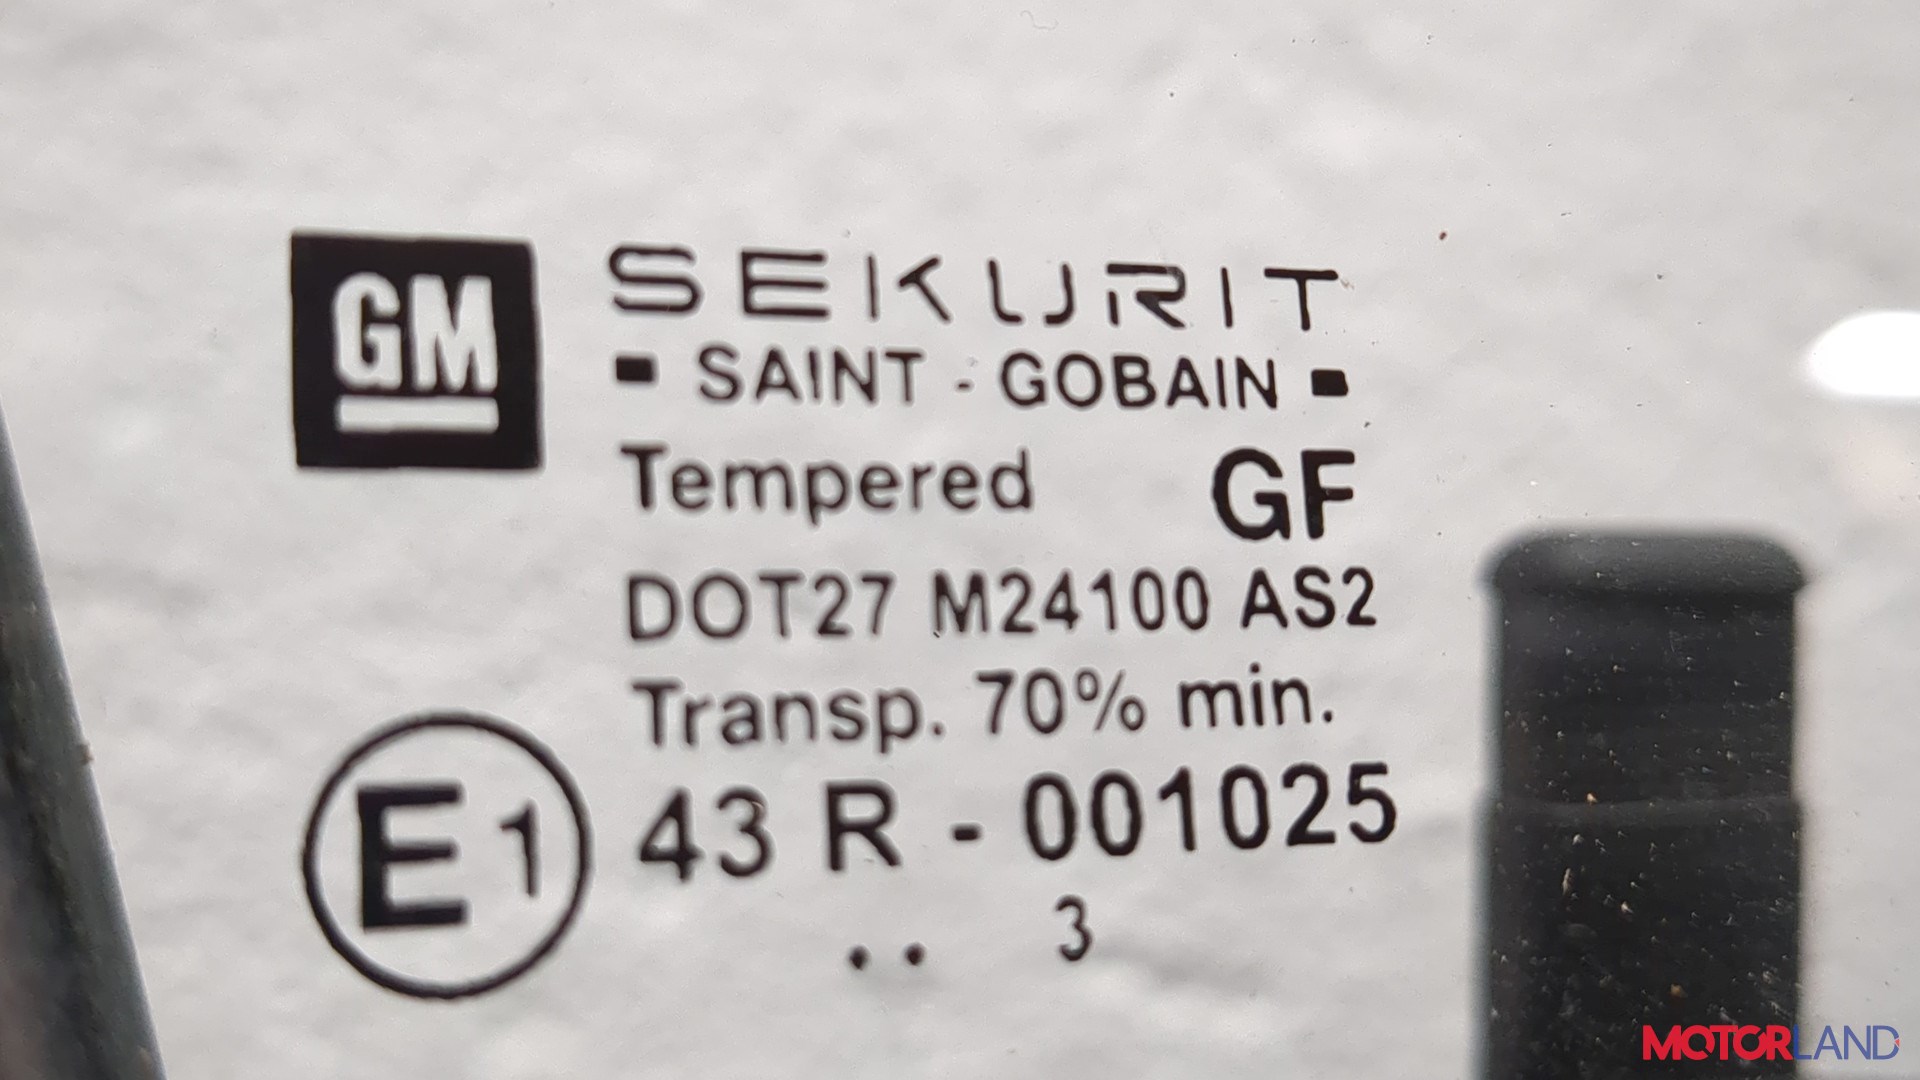 GM
SEKURIT
▪ SAINT - GOBAIN ▪
Tempered GF
DOT27 M24100 AS2
Transp. 70% min.
E1 43 R - 001025
.. 3
MOTORLAND